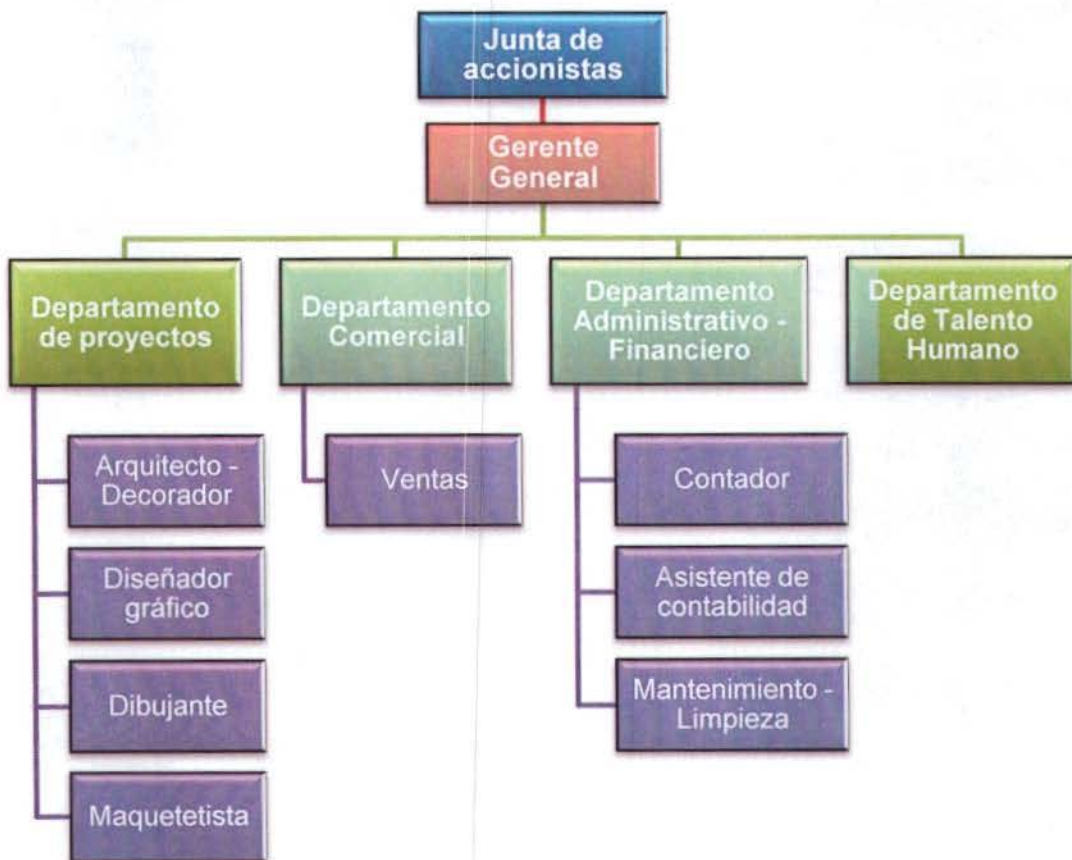 Junta de
accionistas
Gerente
General
Departamento
de proyectos
Departamento
Comercial
Departamento
Administrativo -
Financiero
Departamento
de Talento
Humano
Arquitecto -
Decorador
Diseñador
gráfico
Dibujante
Maquetetista
Ventas
Contador
Asistente de
contabilidad
Mantenimiento -
Limpieza